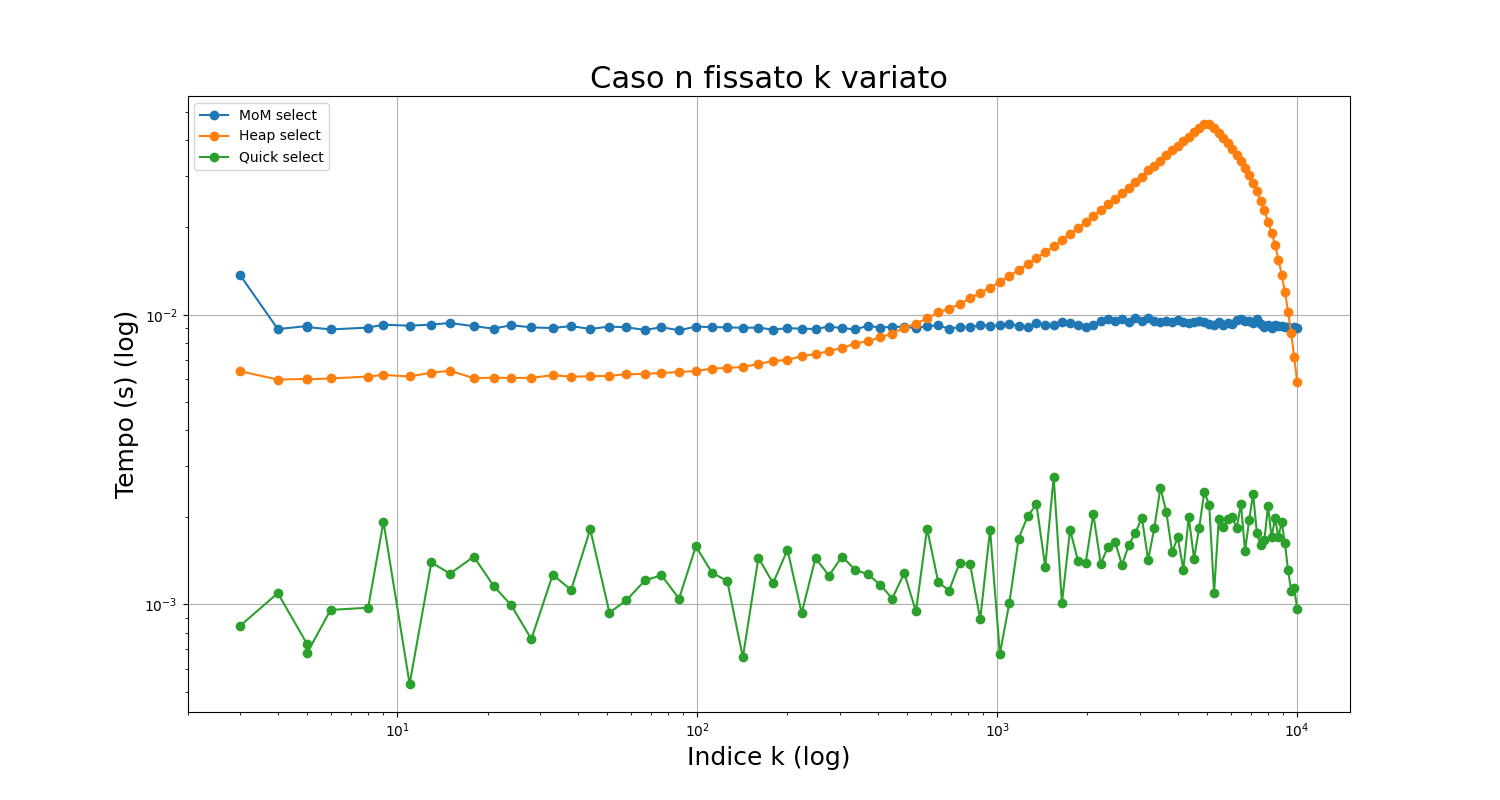 Caso n fissato k variato
MoM select
Heap select
Quick select
Tempo (s) (log)
10⁻²
10⁻³
10¹ 10² 10³ 10⁴
Indice k (log)